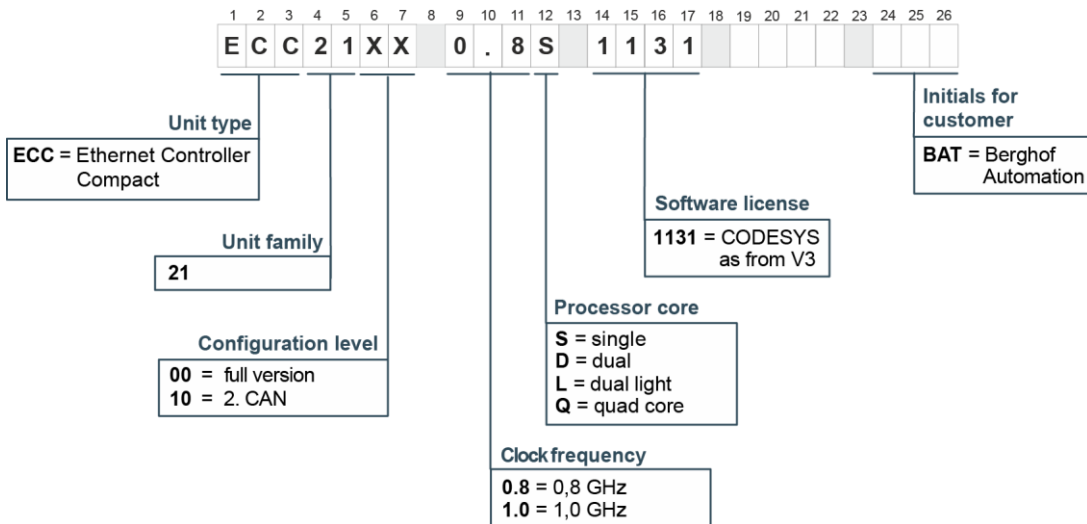 1 2 3 4 5 6 7 8 9 10 11 12 13 14 15 16 17 18 19 20 21 22 23 24 25 26
E C C 2 1 X X 0 . 8 S 1 1 3 1
Unit type
ECC = Ethernet Controller
Compact
Initials for
customer
BAT = Berghof
Automation
Software license
1131 = CODESYS
as from V3
Unit family
21
Processor core
S = single
D = dual
L = dual light
Q = quad core
Configuration level
00 = full version
10 = 2. CAN
Clock frequency
0.8 = 0,8 GHz
1.0 = 1,0 GHz